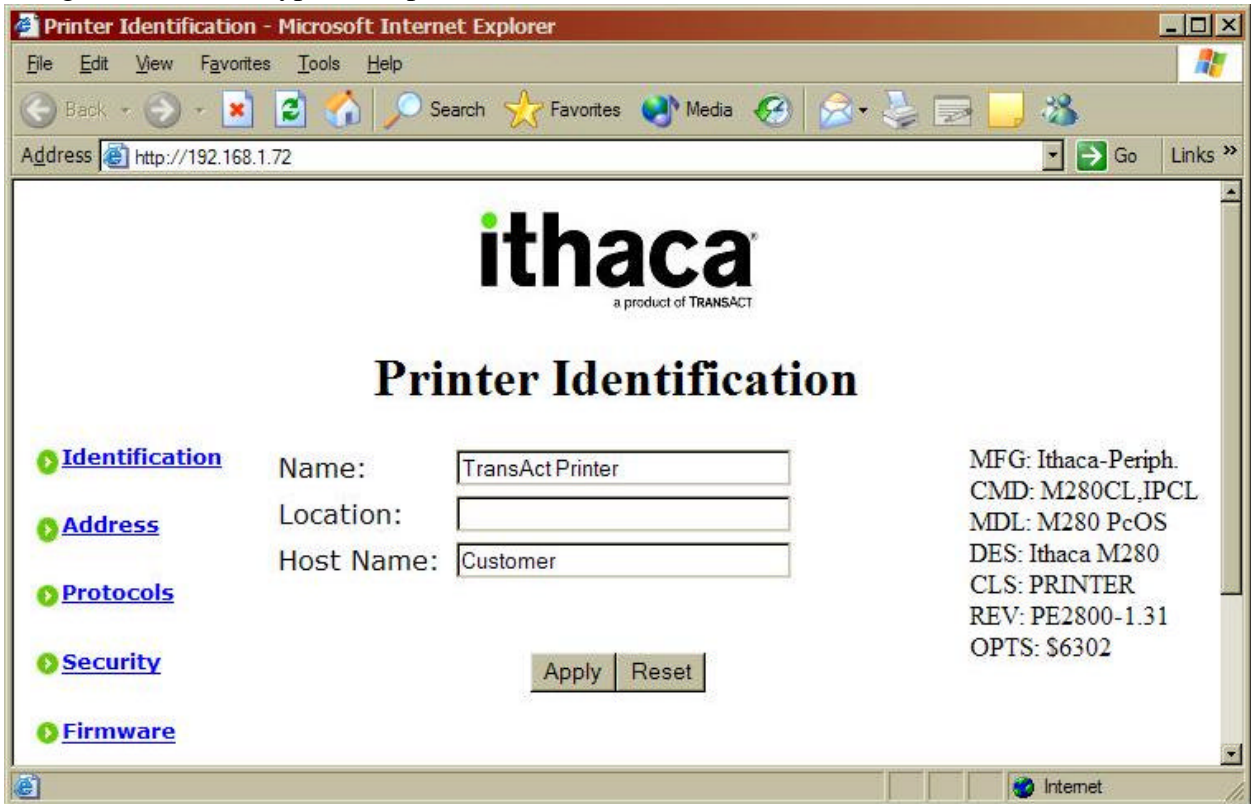 Printer Identification - Microsoft Internet Explorer
File Edit View Favorites Tools Help
Back Search Favorites Media
Address http://192.168.1.72 Go Links »
ithaca®
a product of TRANSACT
Printer Identification
Identification
Address
Protocols
Security
Firmware
Name: TransAct Printer
Location:
Host Name: Customer
Apply Reset
MFG: Ithaca-Periph.
CMD: M280CL,IPCL
MDL: M280 PcOS
DES: Ithaca M280
CLS: PRINTER
REV: PE2800-1.31
OPTS: $6302
Internet